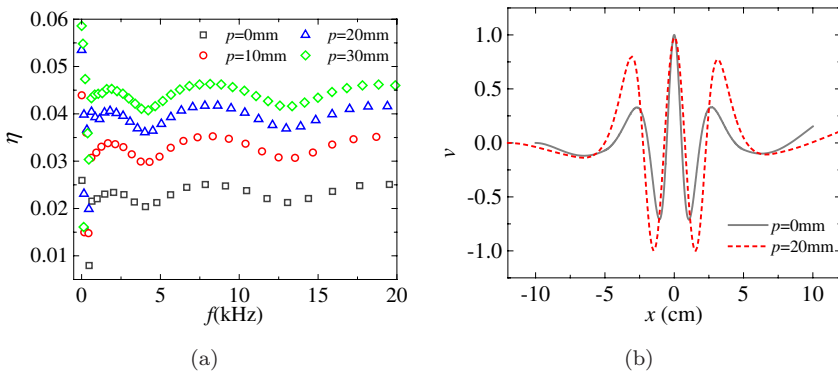 0.06
0.05
0.04
0.03
0.02
0.01
η
0 5 10 15 20
f(kHz)
p=0mm p=20mm
p=10mm p=30mm
(a)
1.0
0.5
0.0
-0.5
-1.0
v
-10 -5 0 5 10
x (cm)
p=0mm
p=20mm
(b)